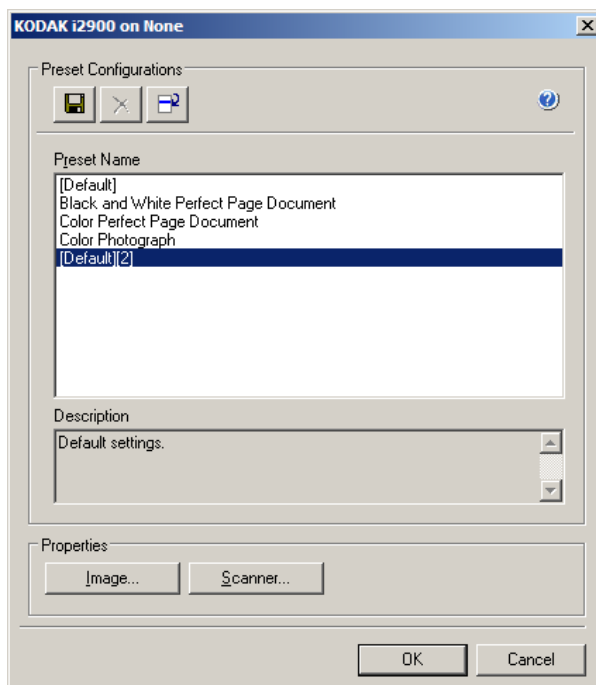 KODAK i2900 on None
Preset Configurations
Preset Name
[Default]
Black and White Perfect Page Document
Color Perfect Page Document
Color Photograph
[Default][2]
Description
Default settings.
Properties
Image... Scanner...
OK Cancel